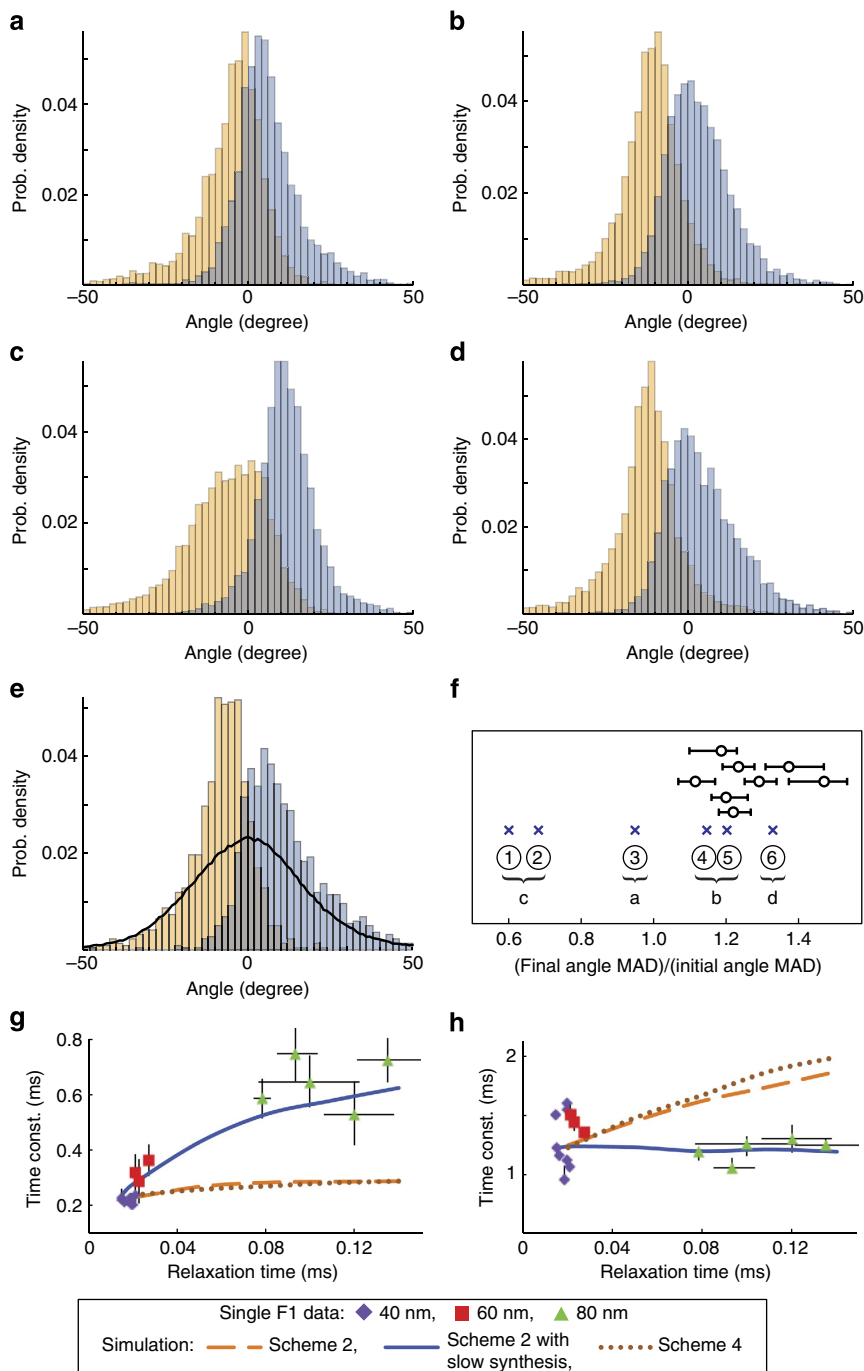 a
Prob. density
0.04
0.02
–50 0 50
Angle (degree)
b
Prob. density
0.04
0.02
–50 0 50
Angle (degree)
c
Prob. density
0.04
0.02
–50 0 50
Angle (degree)
d
Prob. density
0.04
0.02
–50 0 50
Angle (degree)
e
Prob. density
0.04
0.02
–50 0 50
Angle (degree)
f
1 2 3 4 5 6
c a b d
0.6 0.8 1.0 1.2 1.4
(Final angle MAD)/(initial angle MAD)
g
Time const. (ms)
0.8
0.6
0.4
0.2
0 0.04 0.08 0.12
Relaxation time (ms)
h
Time const. (ms)
2
1
0
0 0.04 0.08 0.12
Relaxation time (ms)
Single F1 data: 40 nm, 60 nm, 80 nm
Simulation: Scheme 2, Scheme 2 with slow synthesis, Scheme 4